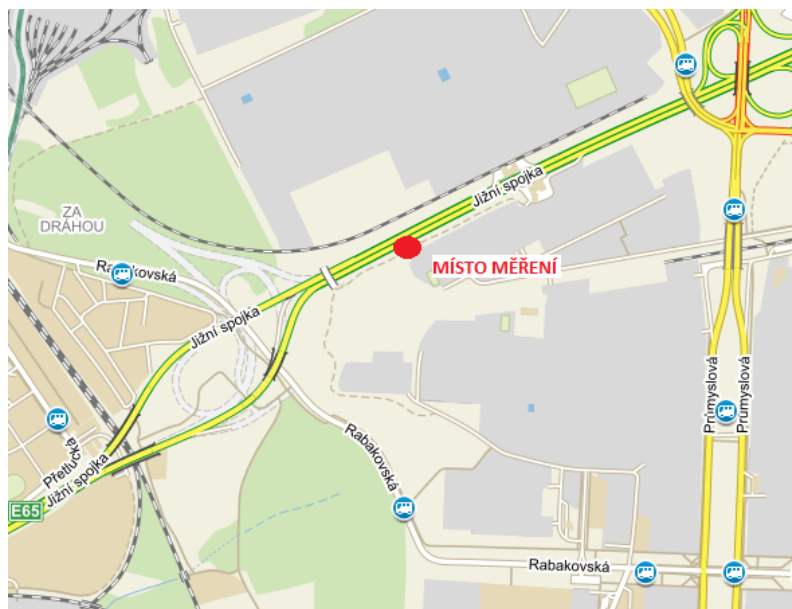 Jižní spojka
ZA
DRÁHOU
Rabakovská
MÍSTO MĚŘENÍ
Jižní spojka
Průmyslová
Průmyslová
Přetlucká
Rabakovská
Jižní spojka
E65
Rabakovská